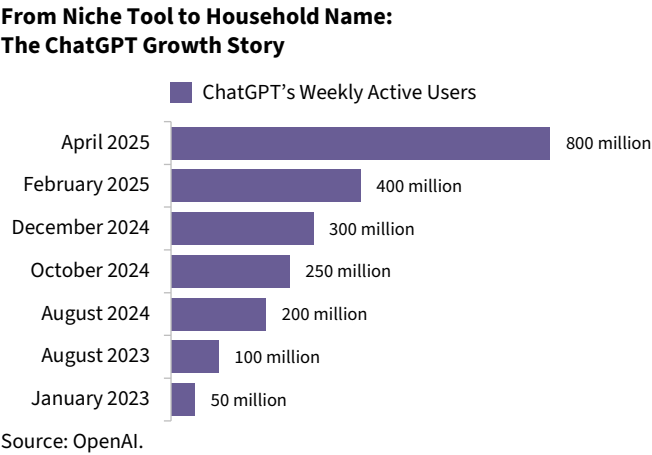 From Niche Tool to Household Name:
The ChatGPT Growth Story
ChatGPT’s Weekly Active Users
April 2025 800 million
February 2025 400 million
December 2024 300 million
October 2024 250 million
August 2024 200 million
August 2023 100 million
January 2023 50 million
Source: OpenAI.